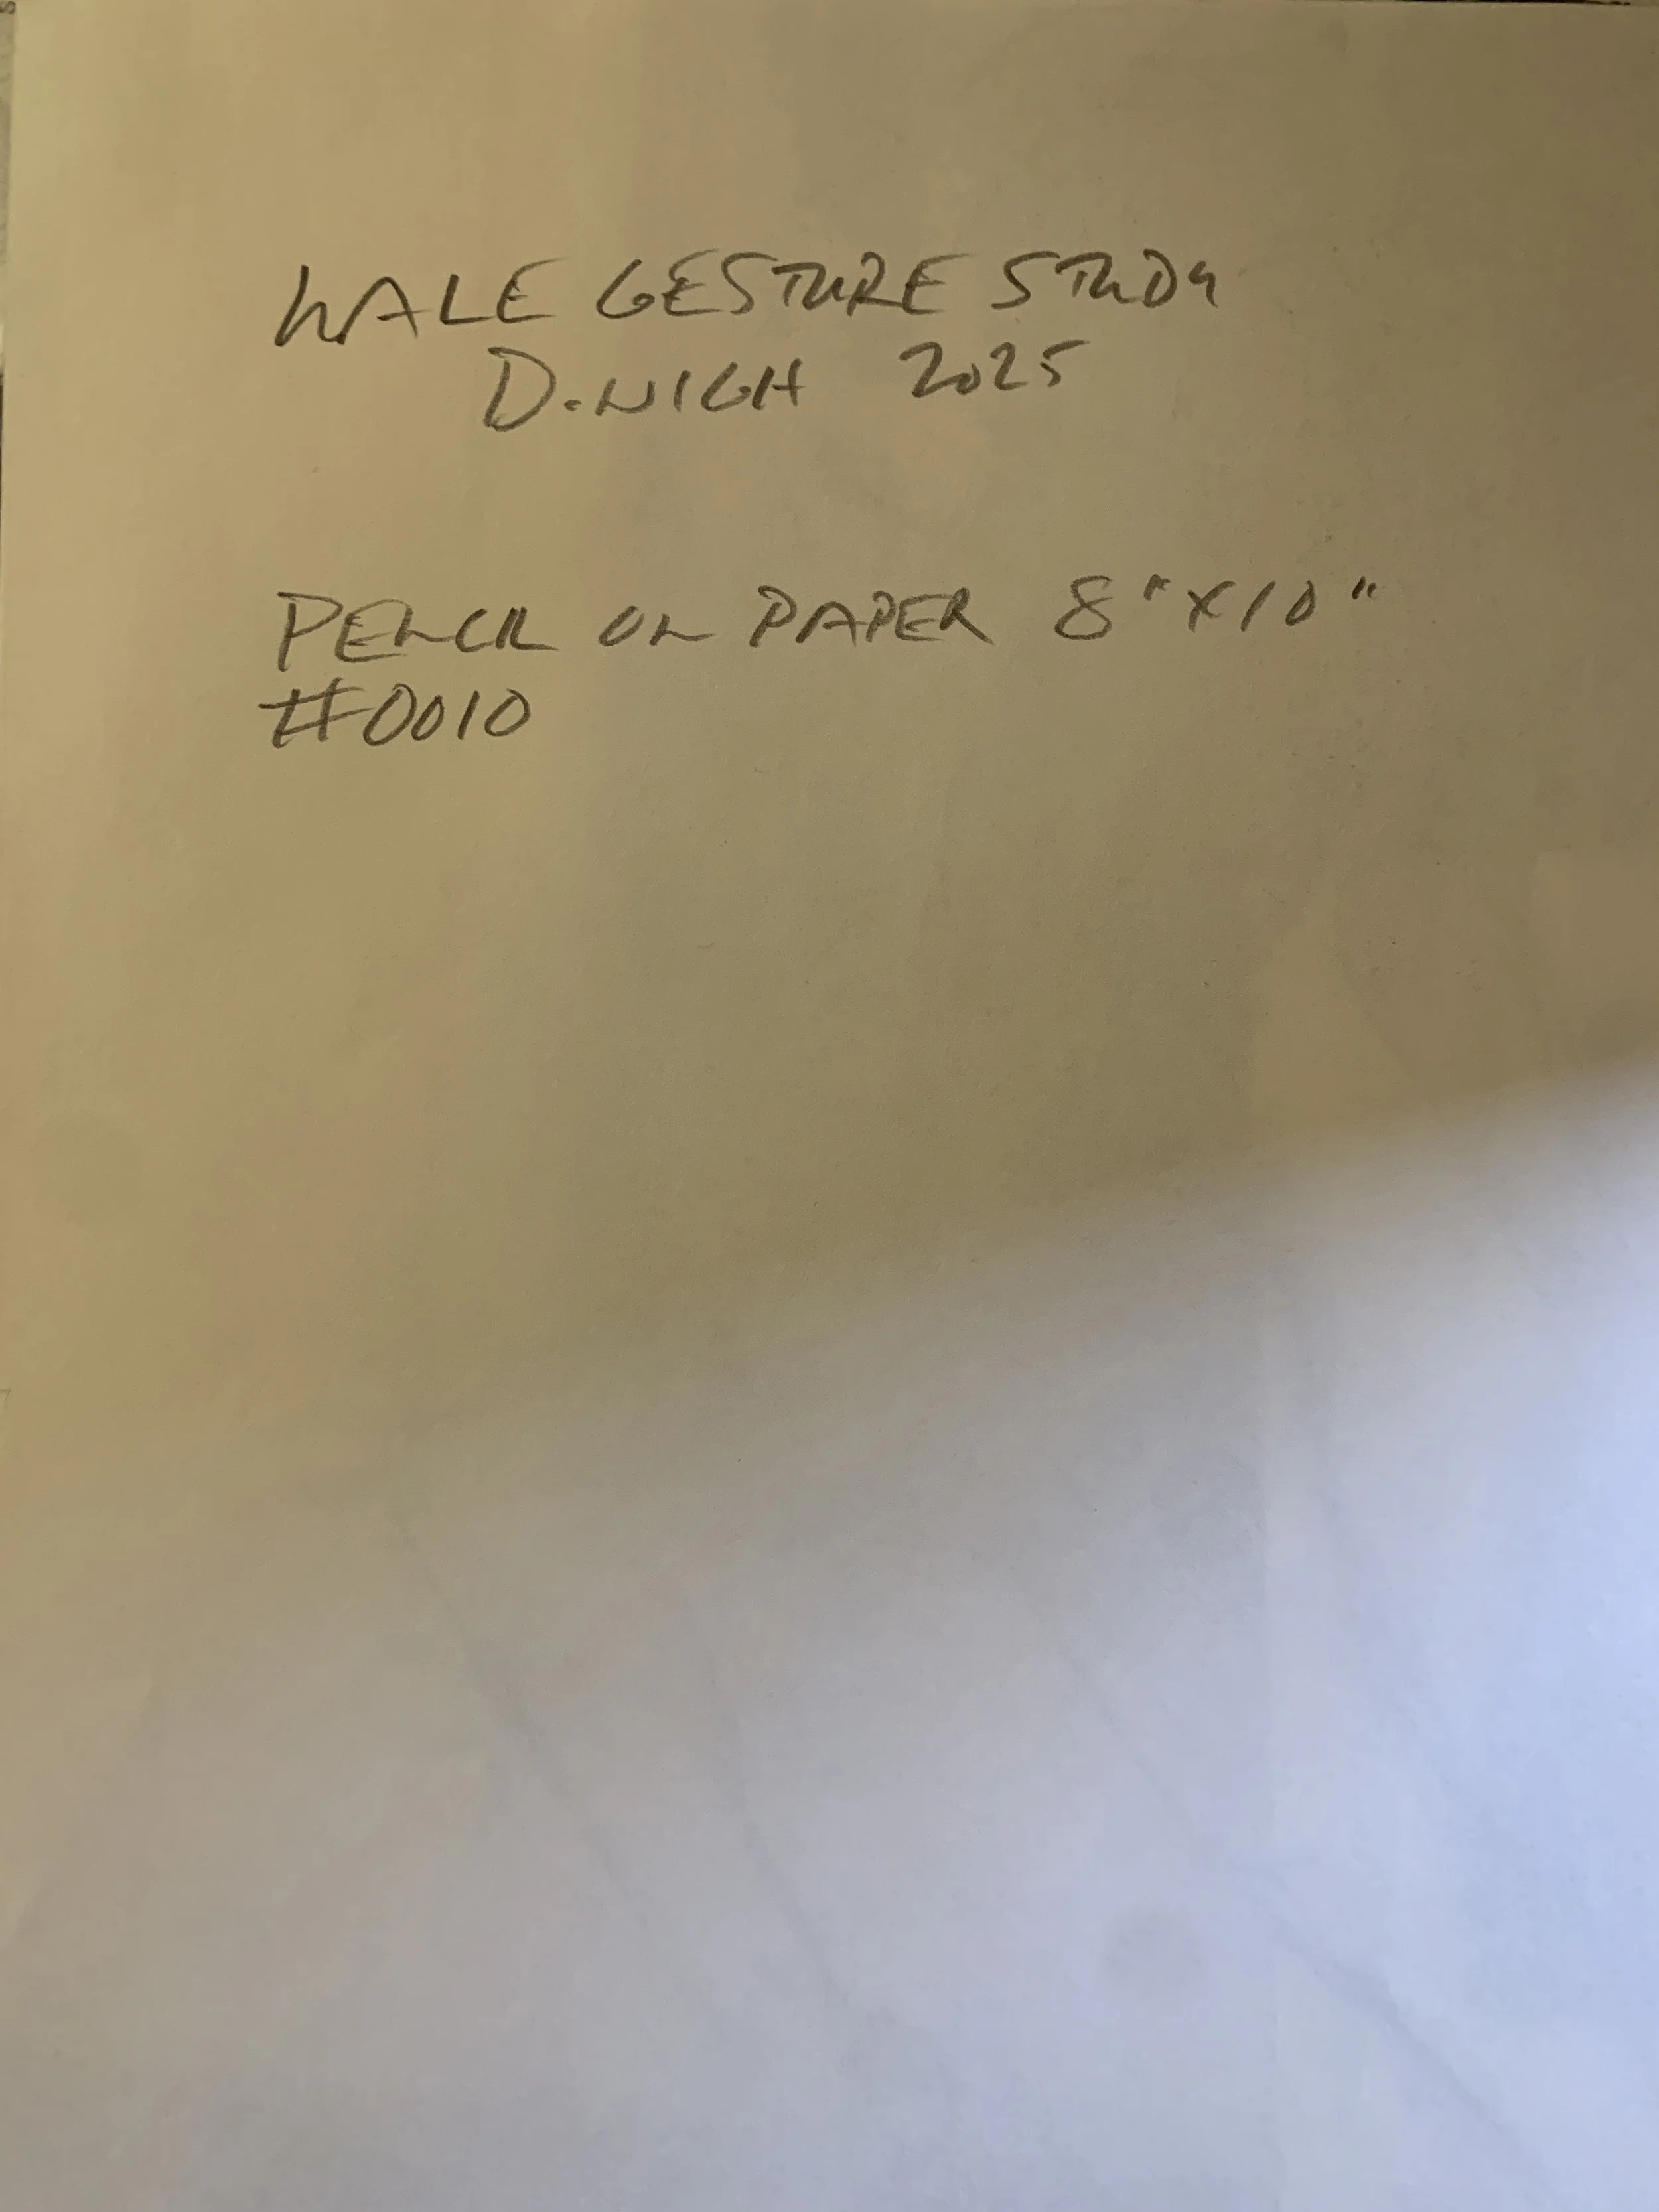 MALE GESTURE STUDY
D. NIGH 2025
PENCIL ON PAPER 8"X10"
#0010